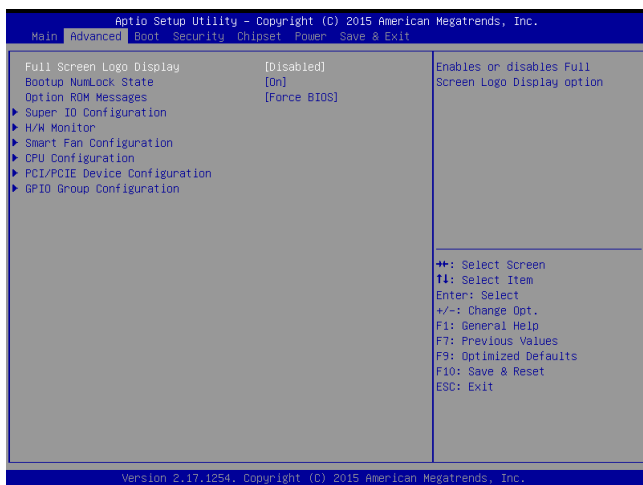 Aptio Setup Utility - Copyright (C) 2015 American Megatrends, Inc.
Main Advanced Boot Security Chipset Power Save & Exit
Full Screen Logo Display [Disabled]
Bootup NumLock State [On]
Option ROM Messages [Force BIOS]
Super IO Configuration
H/W Monitor
Smart Fan Configuration
CPU Configuration
PCI/PCIE Device Configuration
GPIO Group Configuration
Enables or disables Full
Screen Logo Display option
→←: Select Screen
↑↓: Select Item
Enter: Select
+/-: Change Opt.
F1: General Help
F7: Previous Values
F9: Optimized Defaults
F10: Save & Reset
ESC: Exit
Version 2.17.1254. Copyright (C) 2015 American Megatrends, Inc.